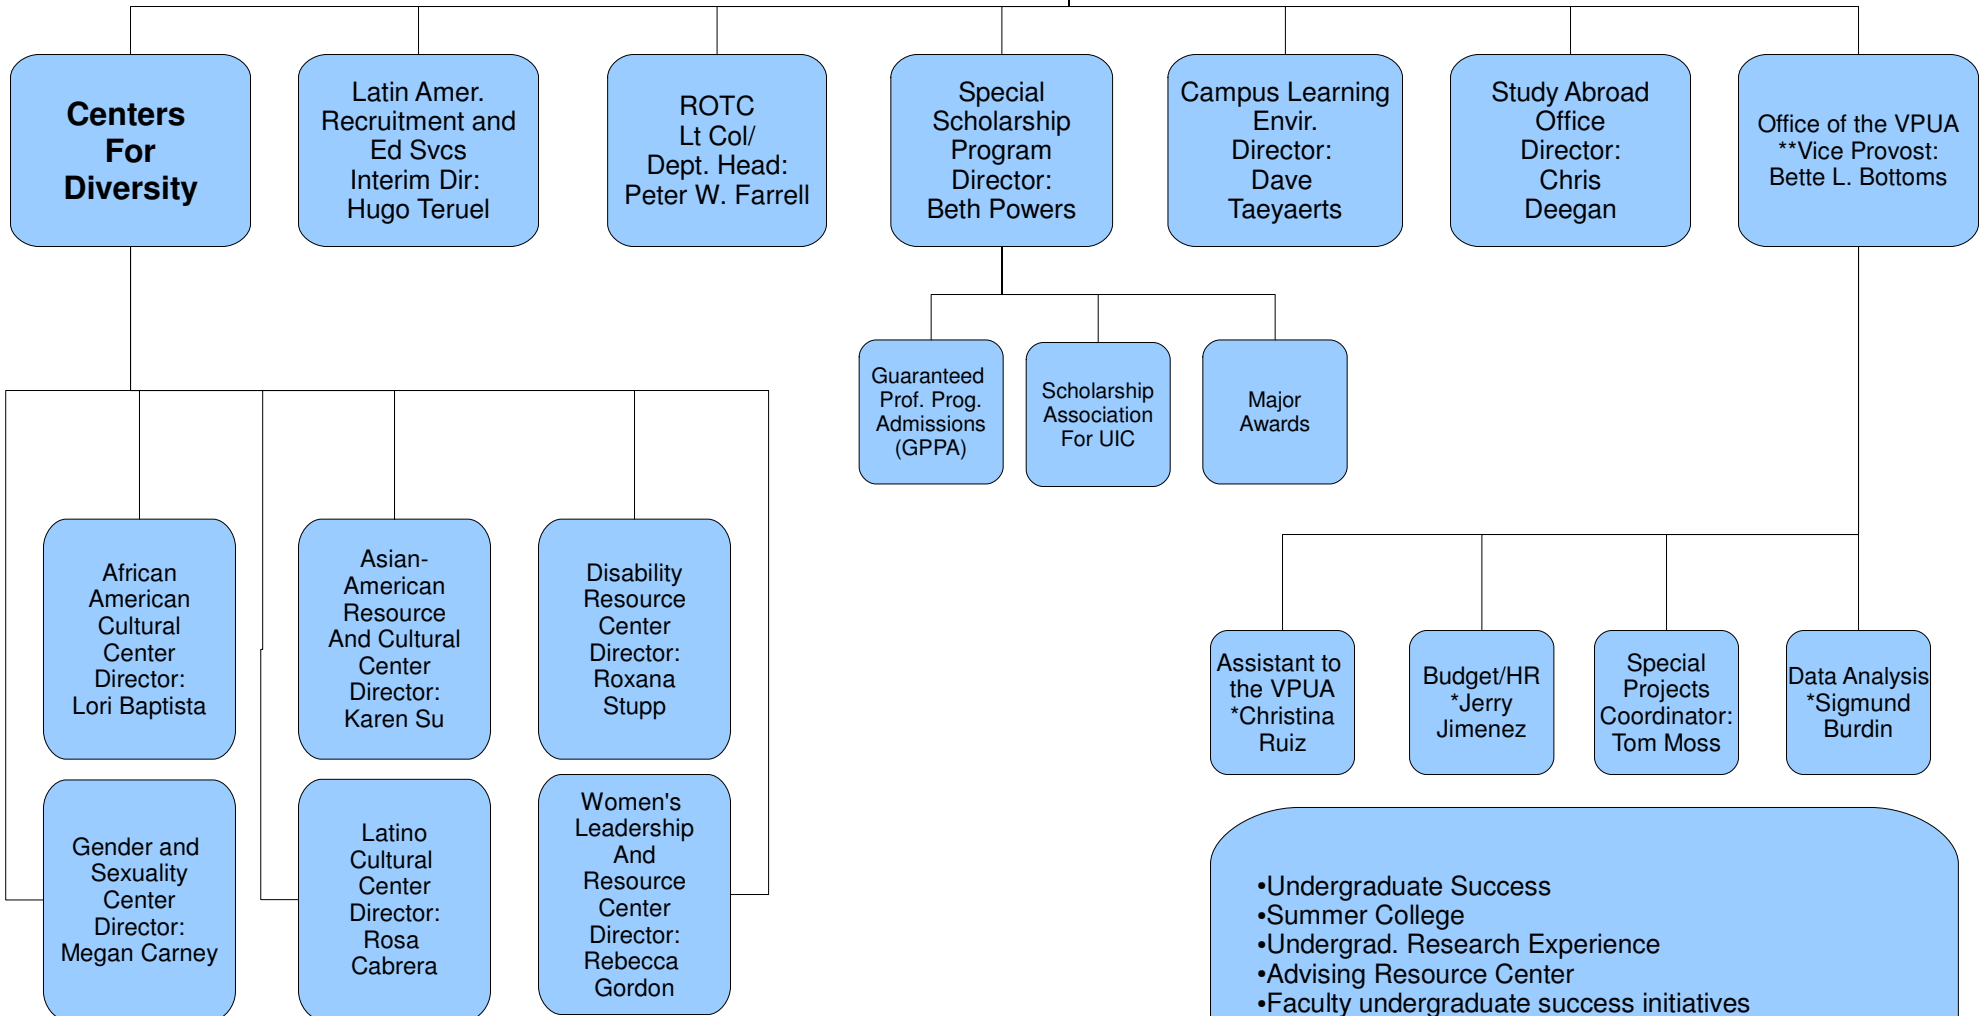 Centers
For
Diversity
Latin Amer.
Recruitment and
Ed Svcs
Interim Dir:
Hugo Teruel
ROTC
Lt Col/
Dept. Head:
Peter W. Farrell
Special
Scholarship
Program
Director:
Beth Powers
Campus Learning
Envir.
Director:
Dave
Taeyaerts
Study Abroad
Office
Director:
Chris
Deegan
Office of the VPUA
**Vice Provost:
Bette L. Bottoms
Guaranteed
Prof. Prog.
Admissions
(GPPA)
Scholarship
Association
For UIC
Major
Awards
African
American
Cultural
Center
Director:
Lori Baptista
Asian-
American
Resource
And Cultural
Center
Director:
Karen Su
Disability
Resource
Center
Director:
Roxana
Stupp
Assistant to
the VPUA
*Christina
Ruiz
Budget/HR
*Jerry
Jimenez
Special
Projects
Coordinator:
Tom Moss
Data Analysis
*Sigmund
Burdin
Gender and
Sexuality
Center
Director:
Megan Carney
Latino
Cultural
Center
Director:
Rosa
Cabrera
Women's
Leadership
And
Resource
Center
Director:
Rebecca
Gordon
•Undergraduate Success
•Summer College
•Undergrad. Research Experience
•Advising Resource Center
•Faculty undergraduate success initiatives